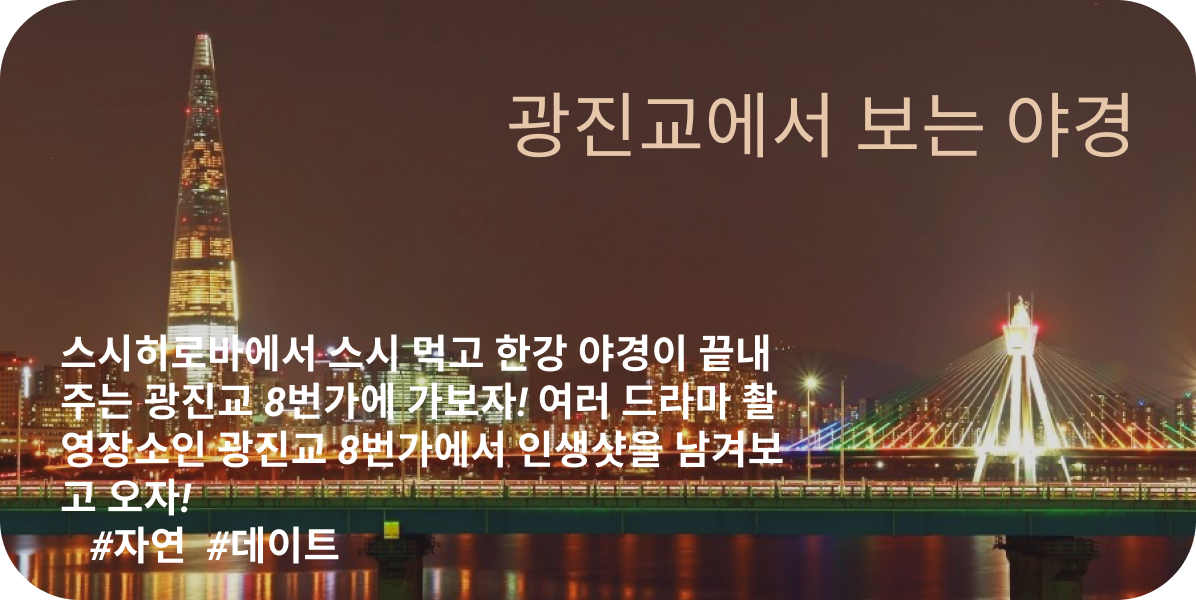 광진교에서 보는 야경
스시히로바에서 스시 먹고 한강 야경이 끝내
주는 광진교 8번가에 가보자! 여러 드라마 촬
영장소인 광진교 8번가에서 인생샷을 남겨보
고 오자!
#자연 #데이트